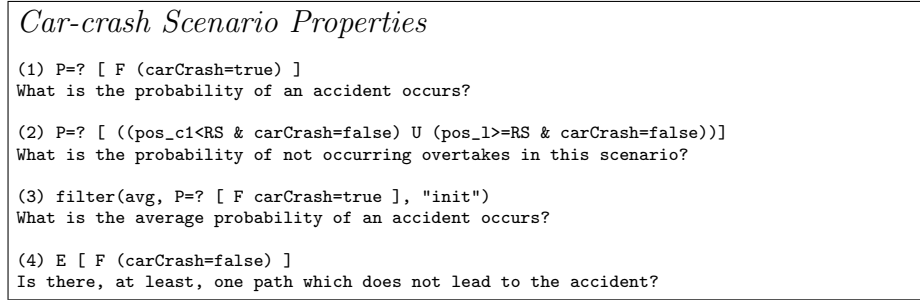 Car-crash Scenario Properties
(1) P=? [ F (carCrash=true) ]
What is the probability of an accident occurs?
(2) P=? [ ((pos_c1<RS & carCrash=false) U (pos_l>=RS & carCrash=false))]
What is the probability of not occurring overtakes in this scenario?
(3) filter(avg, P=? [ F carCrash=true ], "init")
What is the average probability of an accident occurs?
(4) E [ F (carCrash=false) ]
Is there, at least, one path which does not lead to the accident?